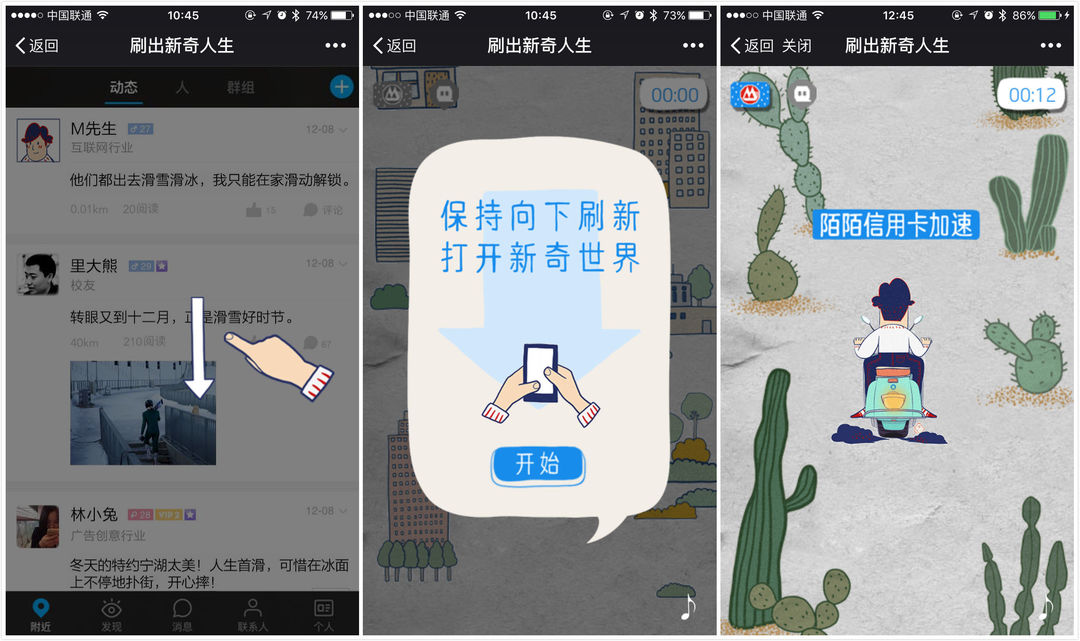 中国联通 10:45 74%
返回 刷出新奇人生
动态 人 群组
M先生 ♂27 12-08
互联网行业
他们都出去滑雪滑冰，我只能在家滑动解锁。
0.01km 20阅读 15 评论
里大熊 ♂29 12-08
校友
转眼又到十二月，正是滑雪好时节。
40km 210阅读 67
林小兔 ♀28 VIP2 12-08
广告创意行业
冬天的特约宁湖太美！人生首滑，可惜在冰面
上不停地扑街，开心摔！
附近 发现 消息 联系人 个人
中国联通 10:45 73%
返回 刷出新奇人生
00:00
保持向下刷新
打开新奇世界
开始
中国联通 12:45 86%
返回 关闭 刷出新奇人生
00:12
陌陌信用卡加速